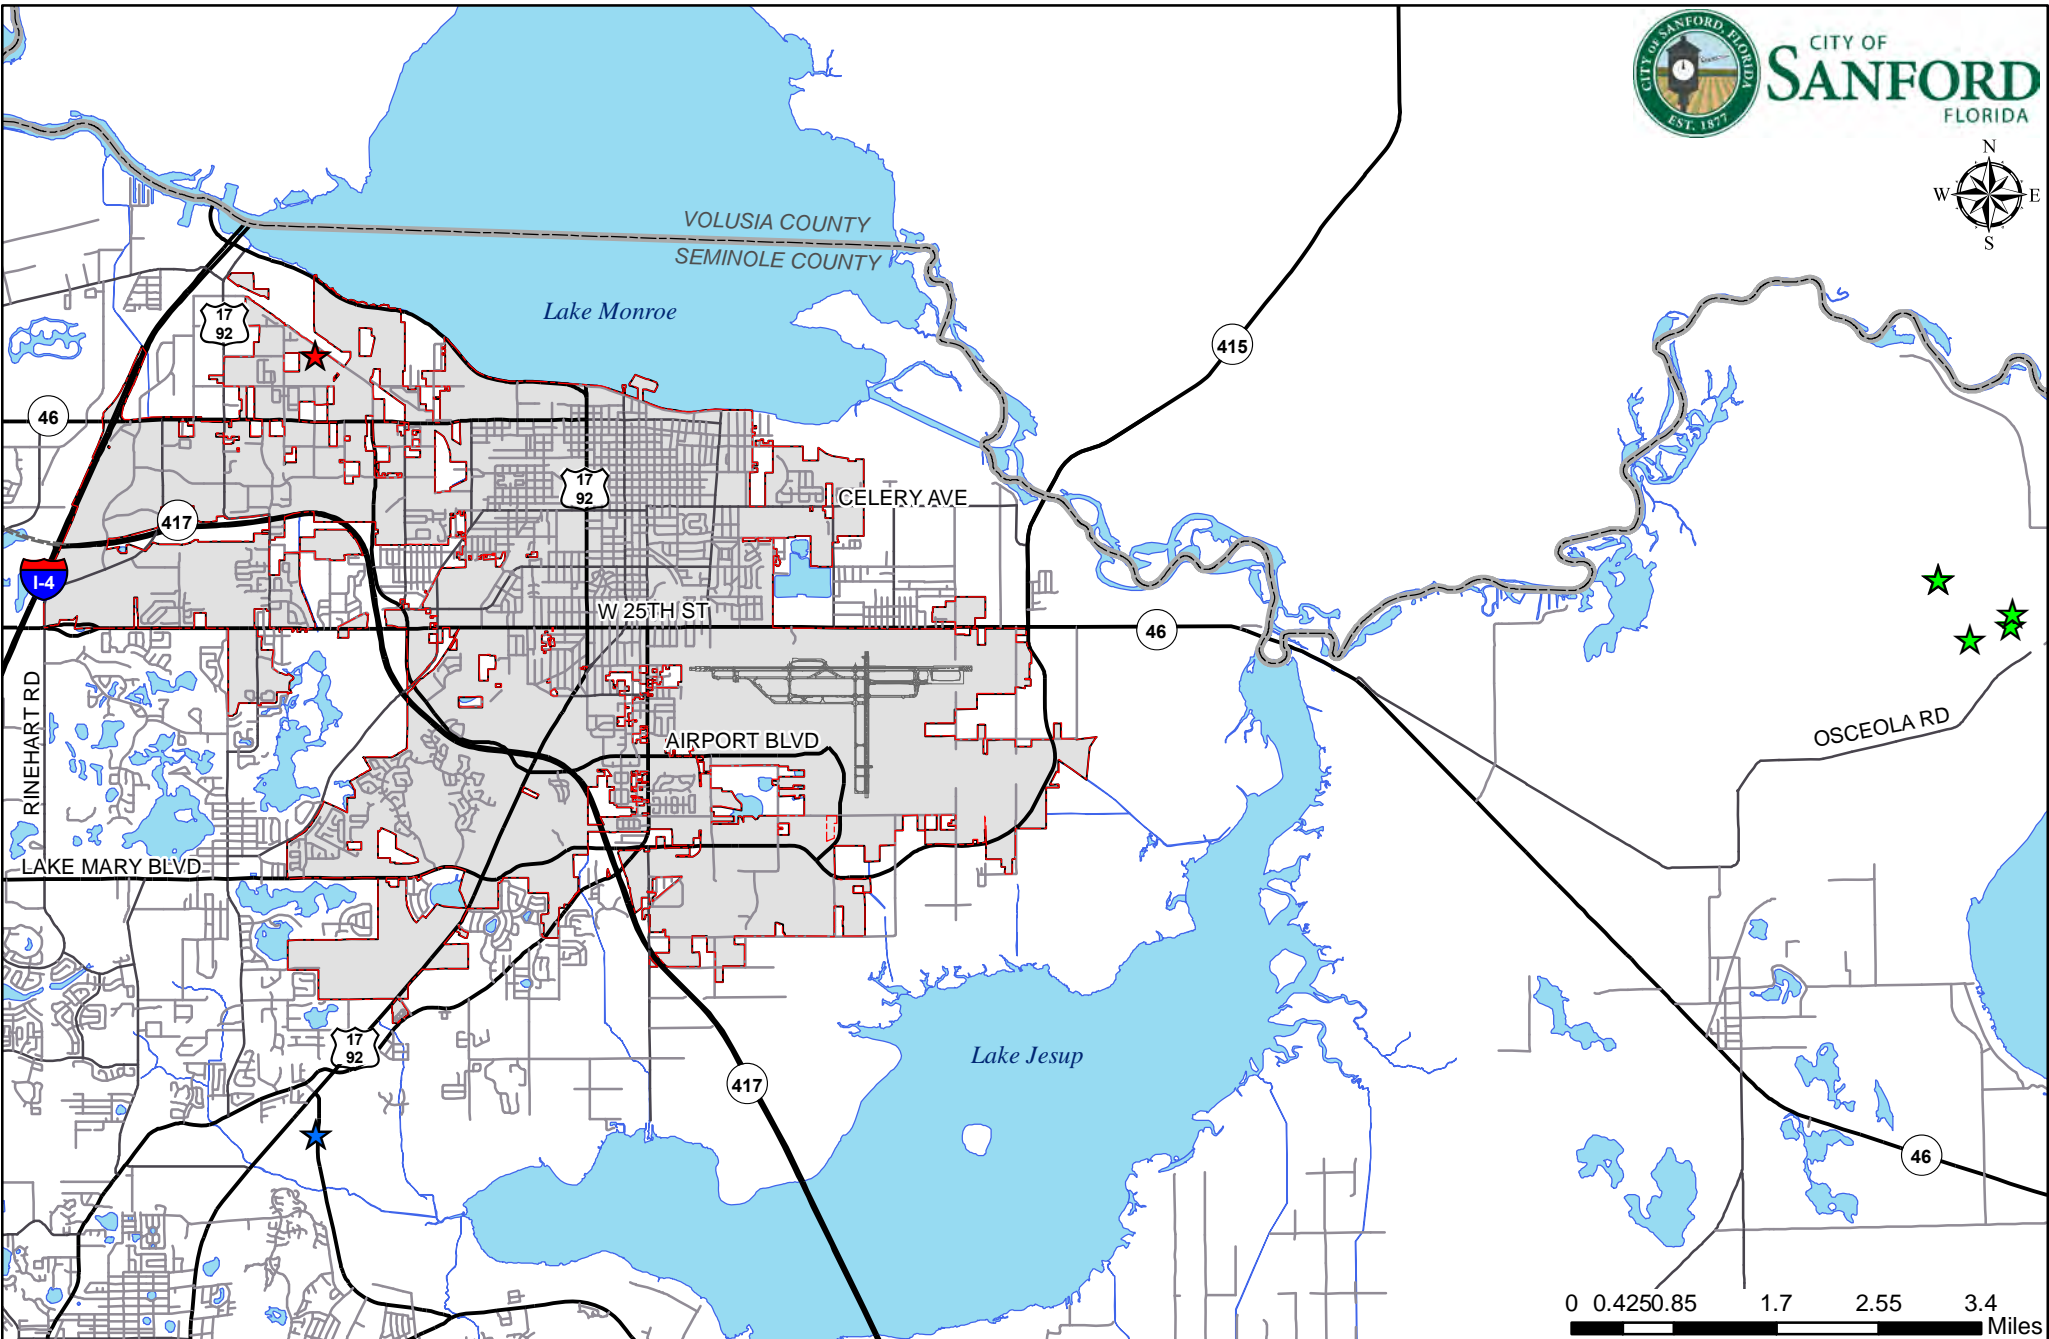 CITY OF SANFORD, FLORIDA
EST. 1877
CITY OF
SANFORD
FLORIDA
N
W
E
S
VOLUSIA COUNTY
SEMINOLE COUNTY
Lake Monroe
17
92
415
46
17
92
CELERY AVE
417
I-4
W 25TH ST
46
RINEHART RD
OSCEOLA RD
AIRPORT BLVD
LAKE MARY BLVD
17
92
Lake Jesup
417
46
0 0.4250.85 1.7 2.55 3.4
Miles